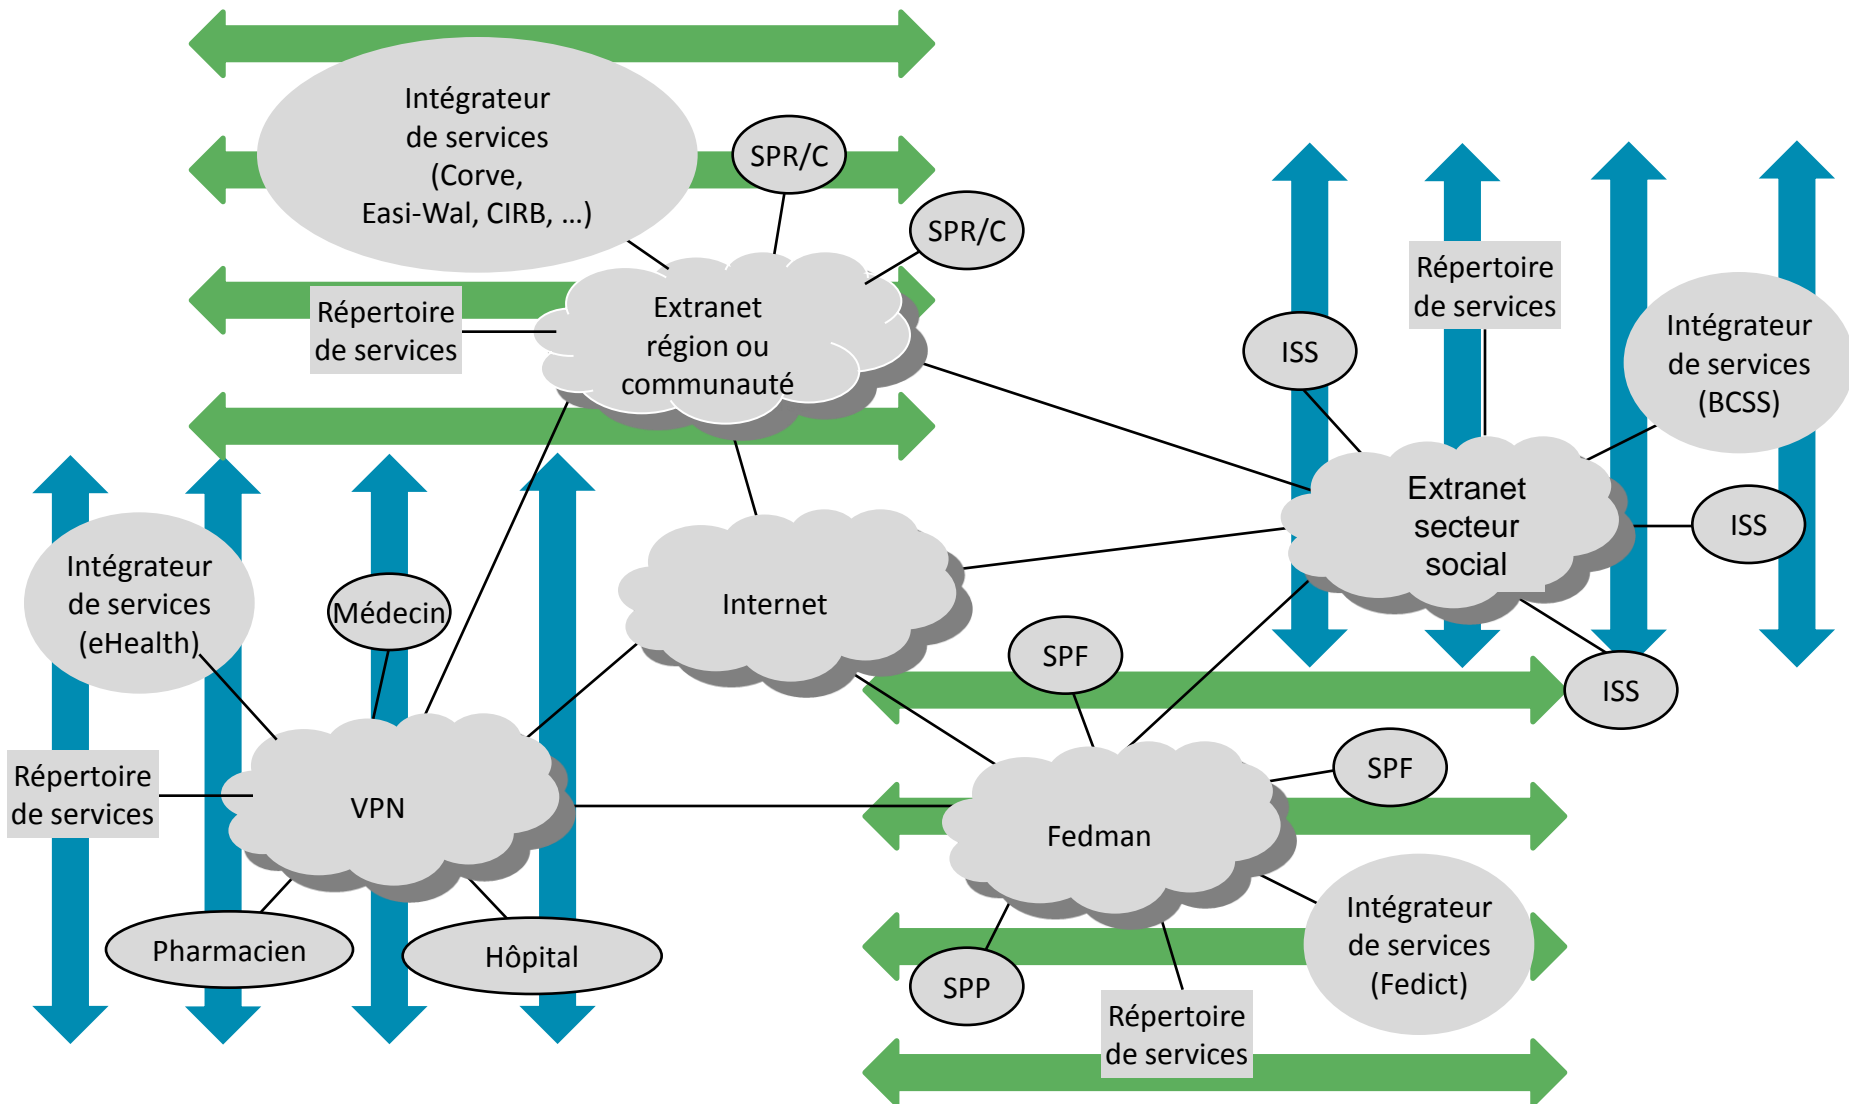 Intégrateur
de services
(Corve,
Easi-Wal, CIRB, ...)
SPR/C
SPR/C
Répertoire
de services
Extranet
région ou
communauté
Répertoire
de services
Intégrateur
de services
(BCSS)
ISS
Extranet
secteur
social
ISS
ISS
Intégrateur
de services
(eHealth)
Médecin
Internet
SPF
SPF
Répertoire
de services
VPN
Fedman
Pharmacien
Hôpital
SPP
Répertoire
de services
Intégrateur
de services
(Fedict)